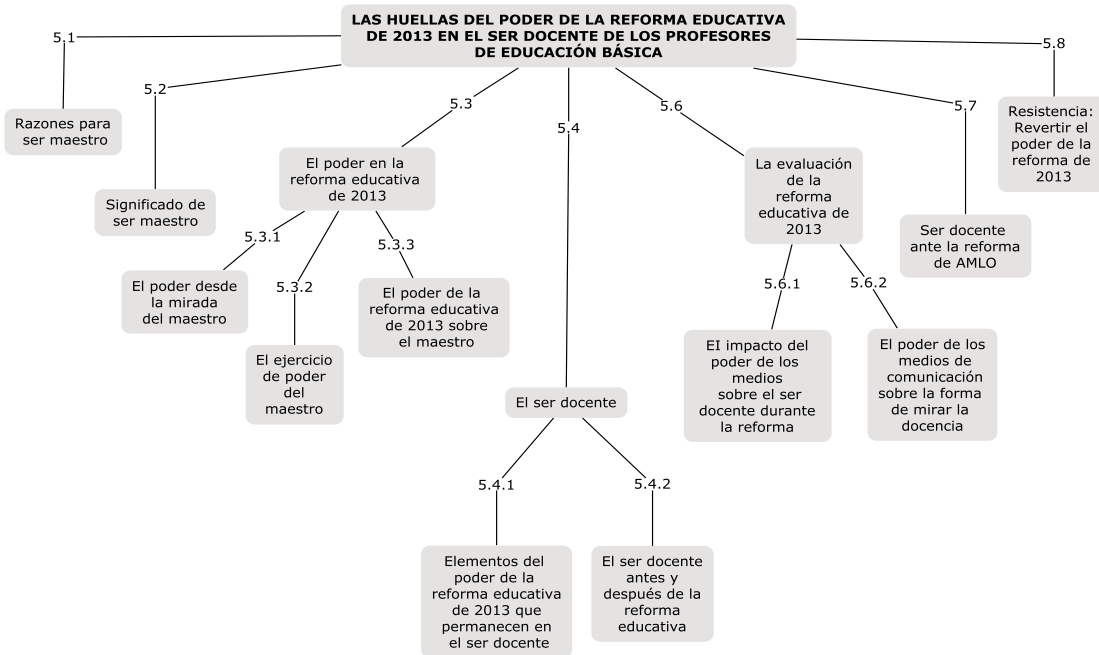 LAS HUELLAS DEL PODER DE LA REFORMA EDUCATIVA
DE 2013 EN EL SER DOCENTE DE LOS PROFESORES
DE EDUCACIÓN BÁSICA
5.1
Razones para
ser maestro
5.2
Significado de
ser maestro
5.3
El poder en la
reforma educativa
de 2013
5.3.1
El poder desde
la mirada
del maestro
5.3.2
El ejercicio
de poder
del
maestro
5.3.3
El poder de la
reforma educativa
de 2013 sobre
el maestro
5.4
El ser docente
5.4.1
Elementos del
poder de la
reforma educativa
de 2013 que
permanecen en
el ser docente
5.4.2
El ser docente
antes y
después de la
reforma
educativa
5.6
La evaluación
de la
reforma
educativa de
2013
5.6.1
EI impacto del
poder de los
medios
sobre el ser
docente durante
la reforma
5.6.2
El poder de los
medios de
comunicación
sobre la forma
de mirar la
docencia
5.7
Ser docente
ante la reforma
de AMLO
5.8
Resistencia:
Revertir el
poder de la
reforma de
2013